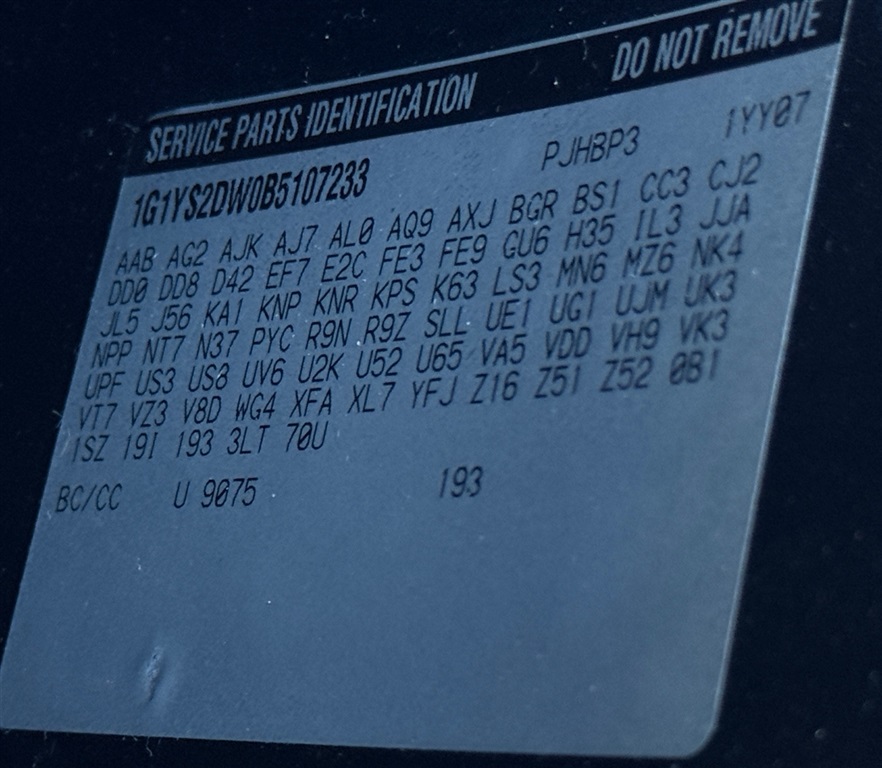 SERVICE PARTS IDENTIFICATION DO NOT REMOVE
1G1YS2DW0B5107233 PJHBP3 1YY07
AAB AG2 AJK AJ7 AL0 AQ9 AXJ BGR BS1 CC3 CJ2
DD0 DD8 D42 EF7 E2C FE3 FE9 GU6 H35 IL3 JJA
JL5 J56 KA1 KNP KNR KPS K63 LS3 MN6 MZ6 NK4
NPP NT7 N37 PYC R9N R9Z SLL UE1 UG1 UJM UK3
UPF US3 US8 UV6 U2K U52 U65 VA5 VDD VH9 VK3
VT7 VZ3 V8D WG4 XFA XL7 YFJ Z16 Z51 Z52 0B1
1SZ 19I 193 3LT 70U
BC/CC U 9075 193